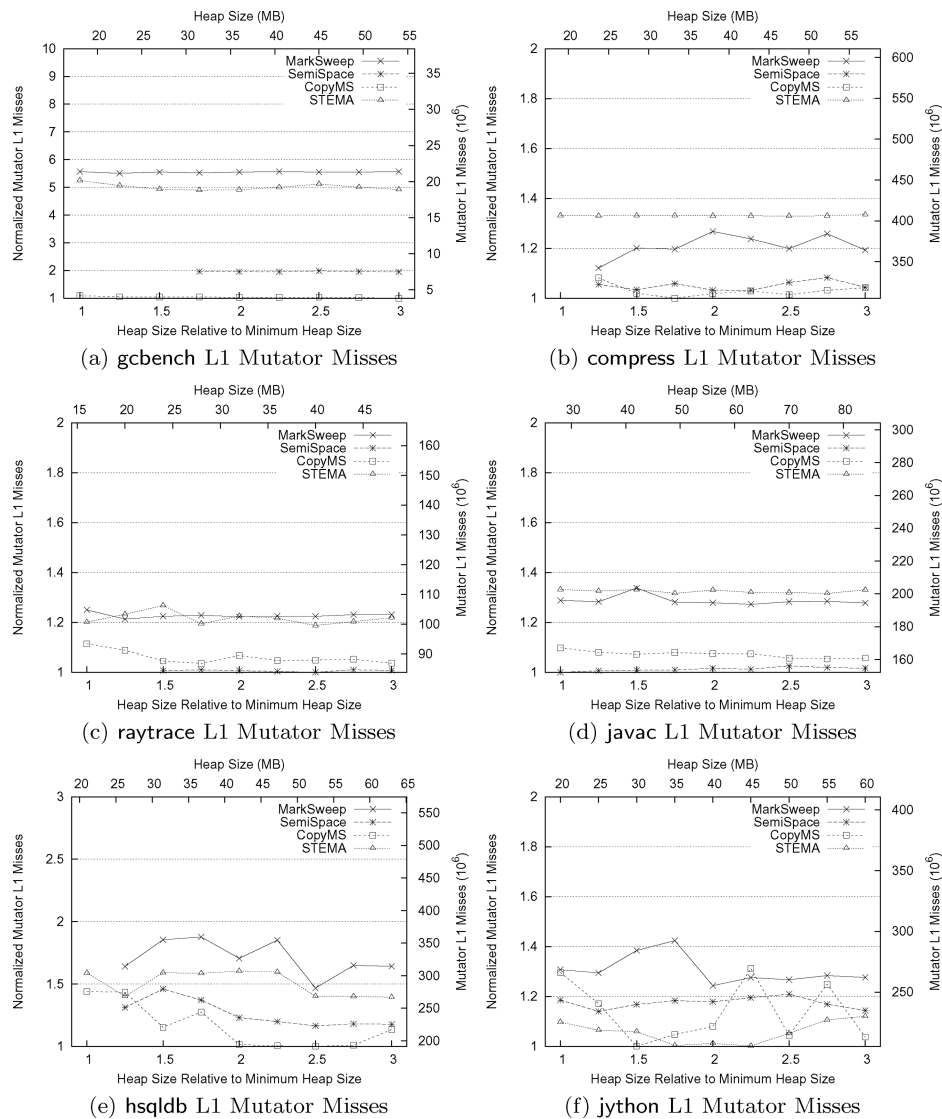 Heap Size (MB)
20 25 30 35 40 45 50 54
10
9
8
7
6
5
4
3
2
1
Normalized Mutator L1 Misses
MarkSweep
SemiSpace
CopyMS
STEMA
35
30
25
20
15
10
5
Mutator L1 Misses (10^6)
1 1.5 2 2.5 3
Heap Size Relative to Minimum Heap Size
(a) gcbench L1 Mutator Misses
Heap Size (MB)
20 25 30 35 40 45 50 55
2
1.8
1.6
1.4
1.2
1
Normalized Mutator L1 Misses
MarkSweep
SemiSpace
CopyMS
STEMA
600
550
500
450
400
350
Mutator L1 Misses (10^6)
1 1.5 2 2.5 3
Heap Size Relative to Minimum Heap Size
(b) compress L1 Mutator Misses
Heap Size (MB)
15 20 25 30 35 40 45
2
1.8
1.6
1.4
1.2
1
Normalized Mutator L1 Misses
MarkSweep
SemiSpace
CopyMS
STEMA
160
150
140
130
120
110
100
90
Mutator L1 Misses (10^6)
1 1.5 2 2.5 3
Heap Size Relative to Minimum Heap Size
(c) raytrace L1 Mutator Misses
Heap Size (MB)
30 40 50 60 70 80
2
1.8
1.6
1.4
1.2
1
Normalized Mutator L1 Misses
MarkSweep
SemiSpace
CopyMS
STEMA
300
280
260
240
220
200
180
160
Mutator L1 Misses (10^6)
1 1.5 2 2.5 3
Heap Size Relative to Minimum Heap Size
(d) javac L1 Mutator Misses
Heap Size (MB)
20 25 30 35 40 45 50 55 60 65
3
2.5
2
1.5
1
Normalized Mutator L1 Misses
MarkSweep
SemiSpace
CopyMS
STEMA
550
500
450
400
350
300
250
200
Mutator L1 Misses (10^6)
1 1.5 2 2.5 3
Heap Size Relative to Minimum Heap Size
(e) hsqldb L1 Mutator Misses
Heap Size (MB)
20 25 30 35 40 45 50 55 60
2
1.8
1.6
1.4
1.2
1
Normalized Mutator L1 Misses
MarkSweep
SemiSpace
CopyMS
STEMA
400
350
300
250
Mutator L1 Misses (10^6)
1 1.5 2 2.5 3
Heap Size Relative to Minimum Heap Size
(f) jython L1 Mutator Misses